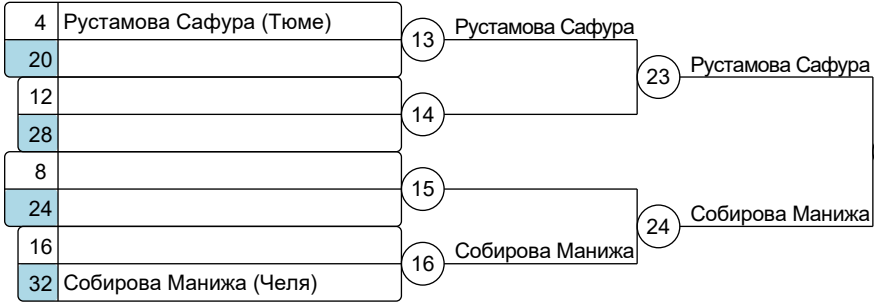 4 Рустамова Сафура (Тюме)
13 Рустамова Сафура
20
23 Рустамова Сафура
12
14
28
8
15
24
24 Собирова Манижа
16
16 Собирова Манижа
32 Собирова Манижа (Челя)